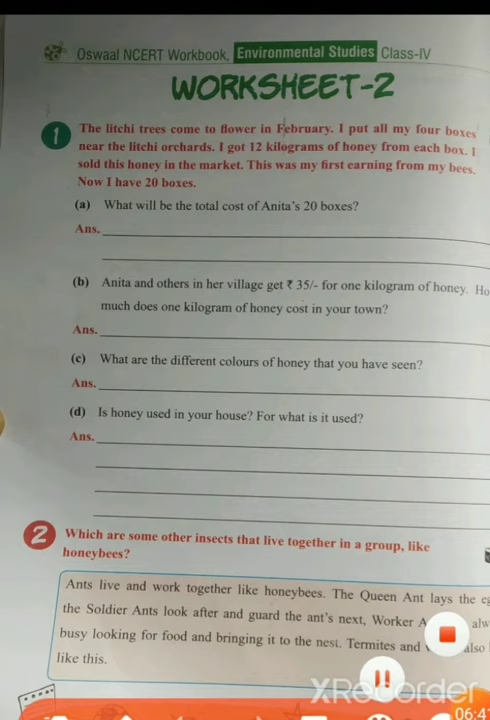 Oswaal NCERT Workbook, Environmental Studies Class-IV
WORKSHEET-2
1 The litchi trees come to flower in February. I put all my four boxes
near the litchi orchards. I got 12 kilograms of honey from each box. I
sold this honey in the market. This was my first earning from my bees.
Now I have 20 boxes.
(a) What will be the total cost of Anita's 20 boxes?
Ans.
(b) Anita and others in her village get ₹ 35/- for one kilogram of honey. Ho
much does one kilogram of honey cost in your town?
Ans.
(c) What are the different colours of honey that you have seen?
Ans.
(d) Is honey used in your house? For what is it used?
Ans.
2 Which are some other insects that live together in a group, like
honeybees?
Ants live and work together like honeybees. The Queen Ant lays the
the Soldier Ants look after and guard the ant's next, Worker A alw
busy looking for food and bringing it to the nest. Termites and also
like this.
XRecorder
06:4